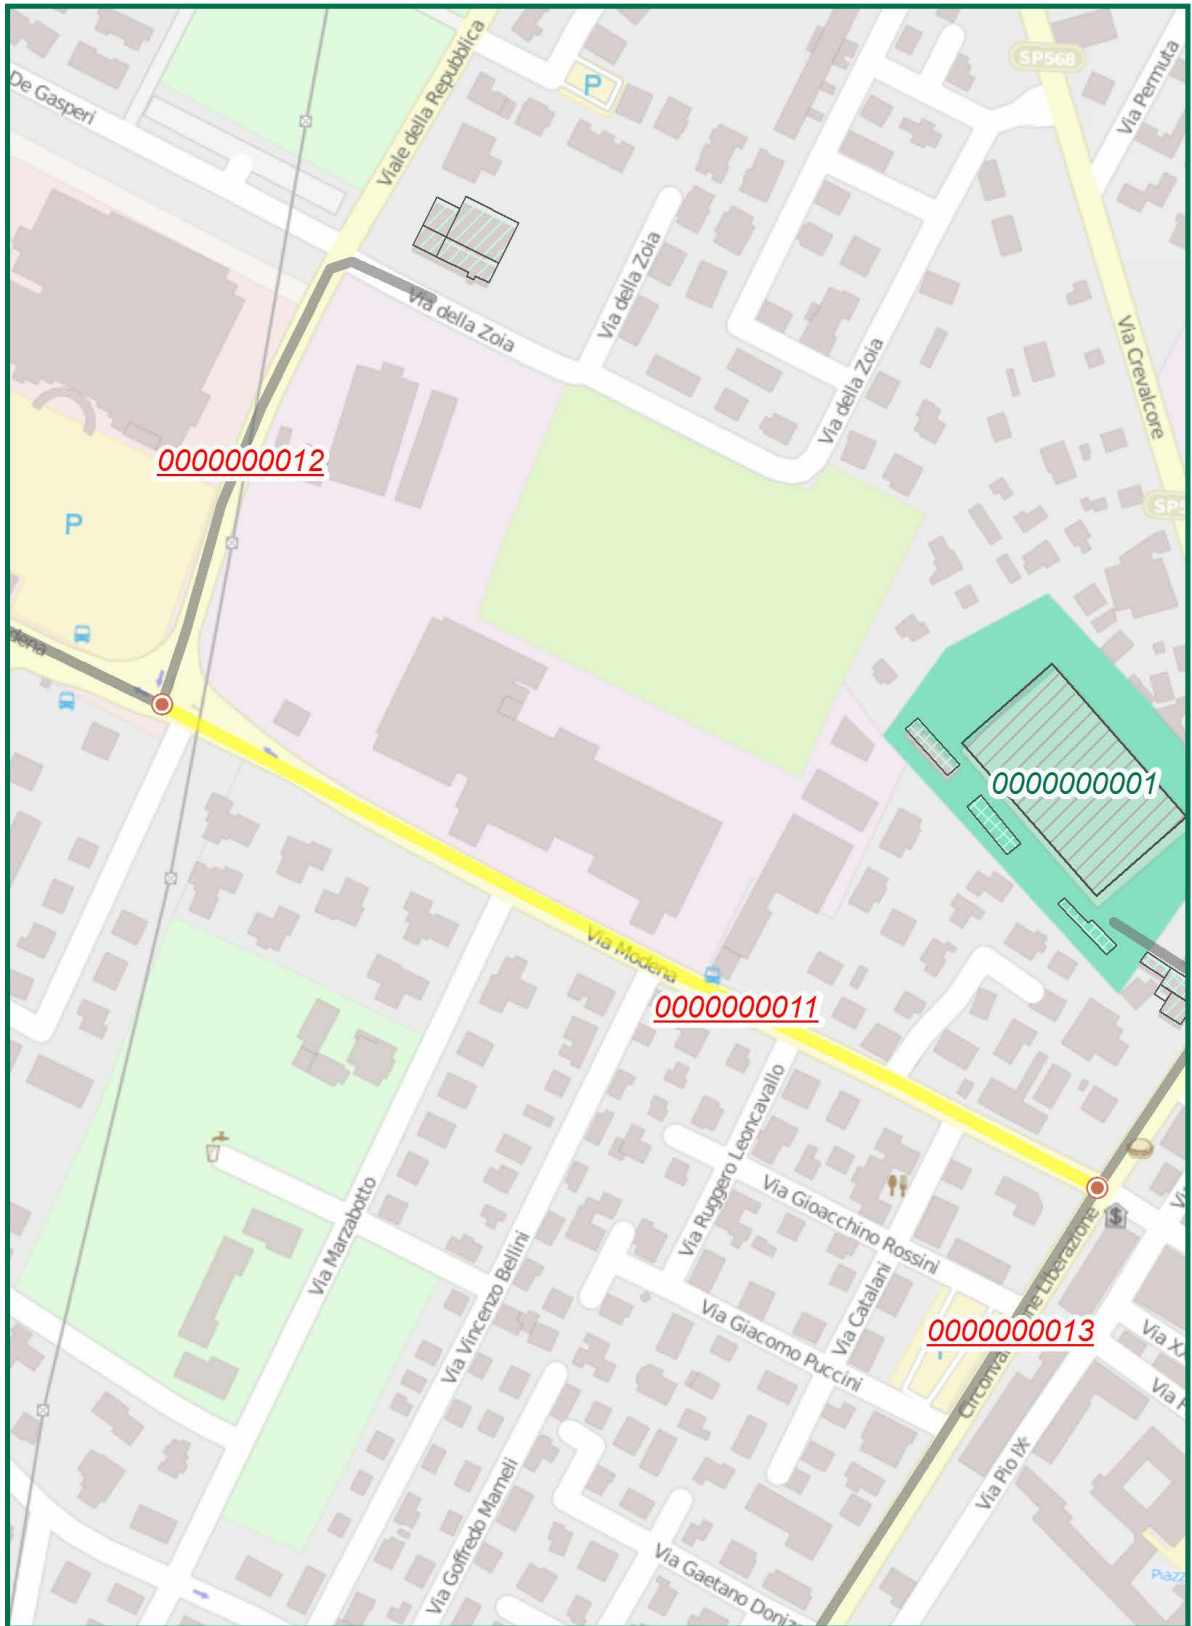 SP568
De Gasperi
Viale della Repubblica
P
Via Permuta
Via della Zoia
Via della Zoia
Via della Zoia
Via Crevalcore
0000000012
P
0000000001
Via Modena
0000000011
Via Ruggero Leoncavallo
Via Gioacchino Rossini
$
Via Marzabotto
Via Vincenzo Bellini
Via Catalani
Via Giacomo Puccini
0000000013
Via Pio IX
Via Goffredo Mameli
Via Gaetano Doniz